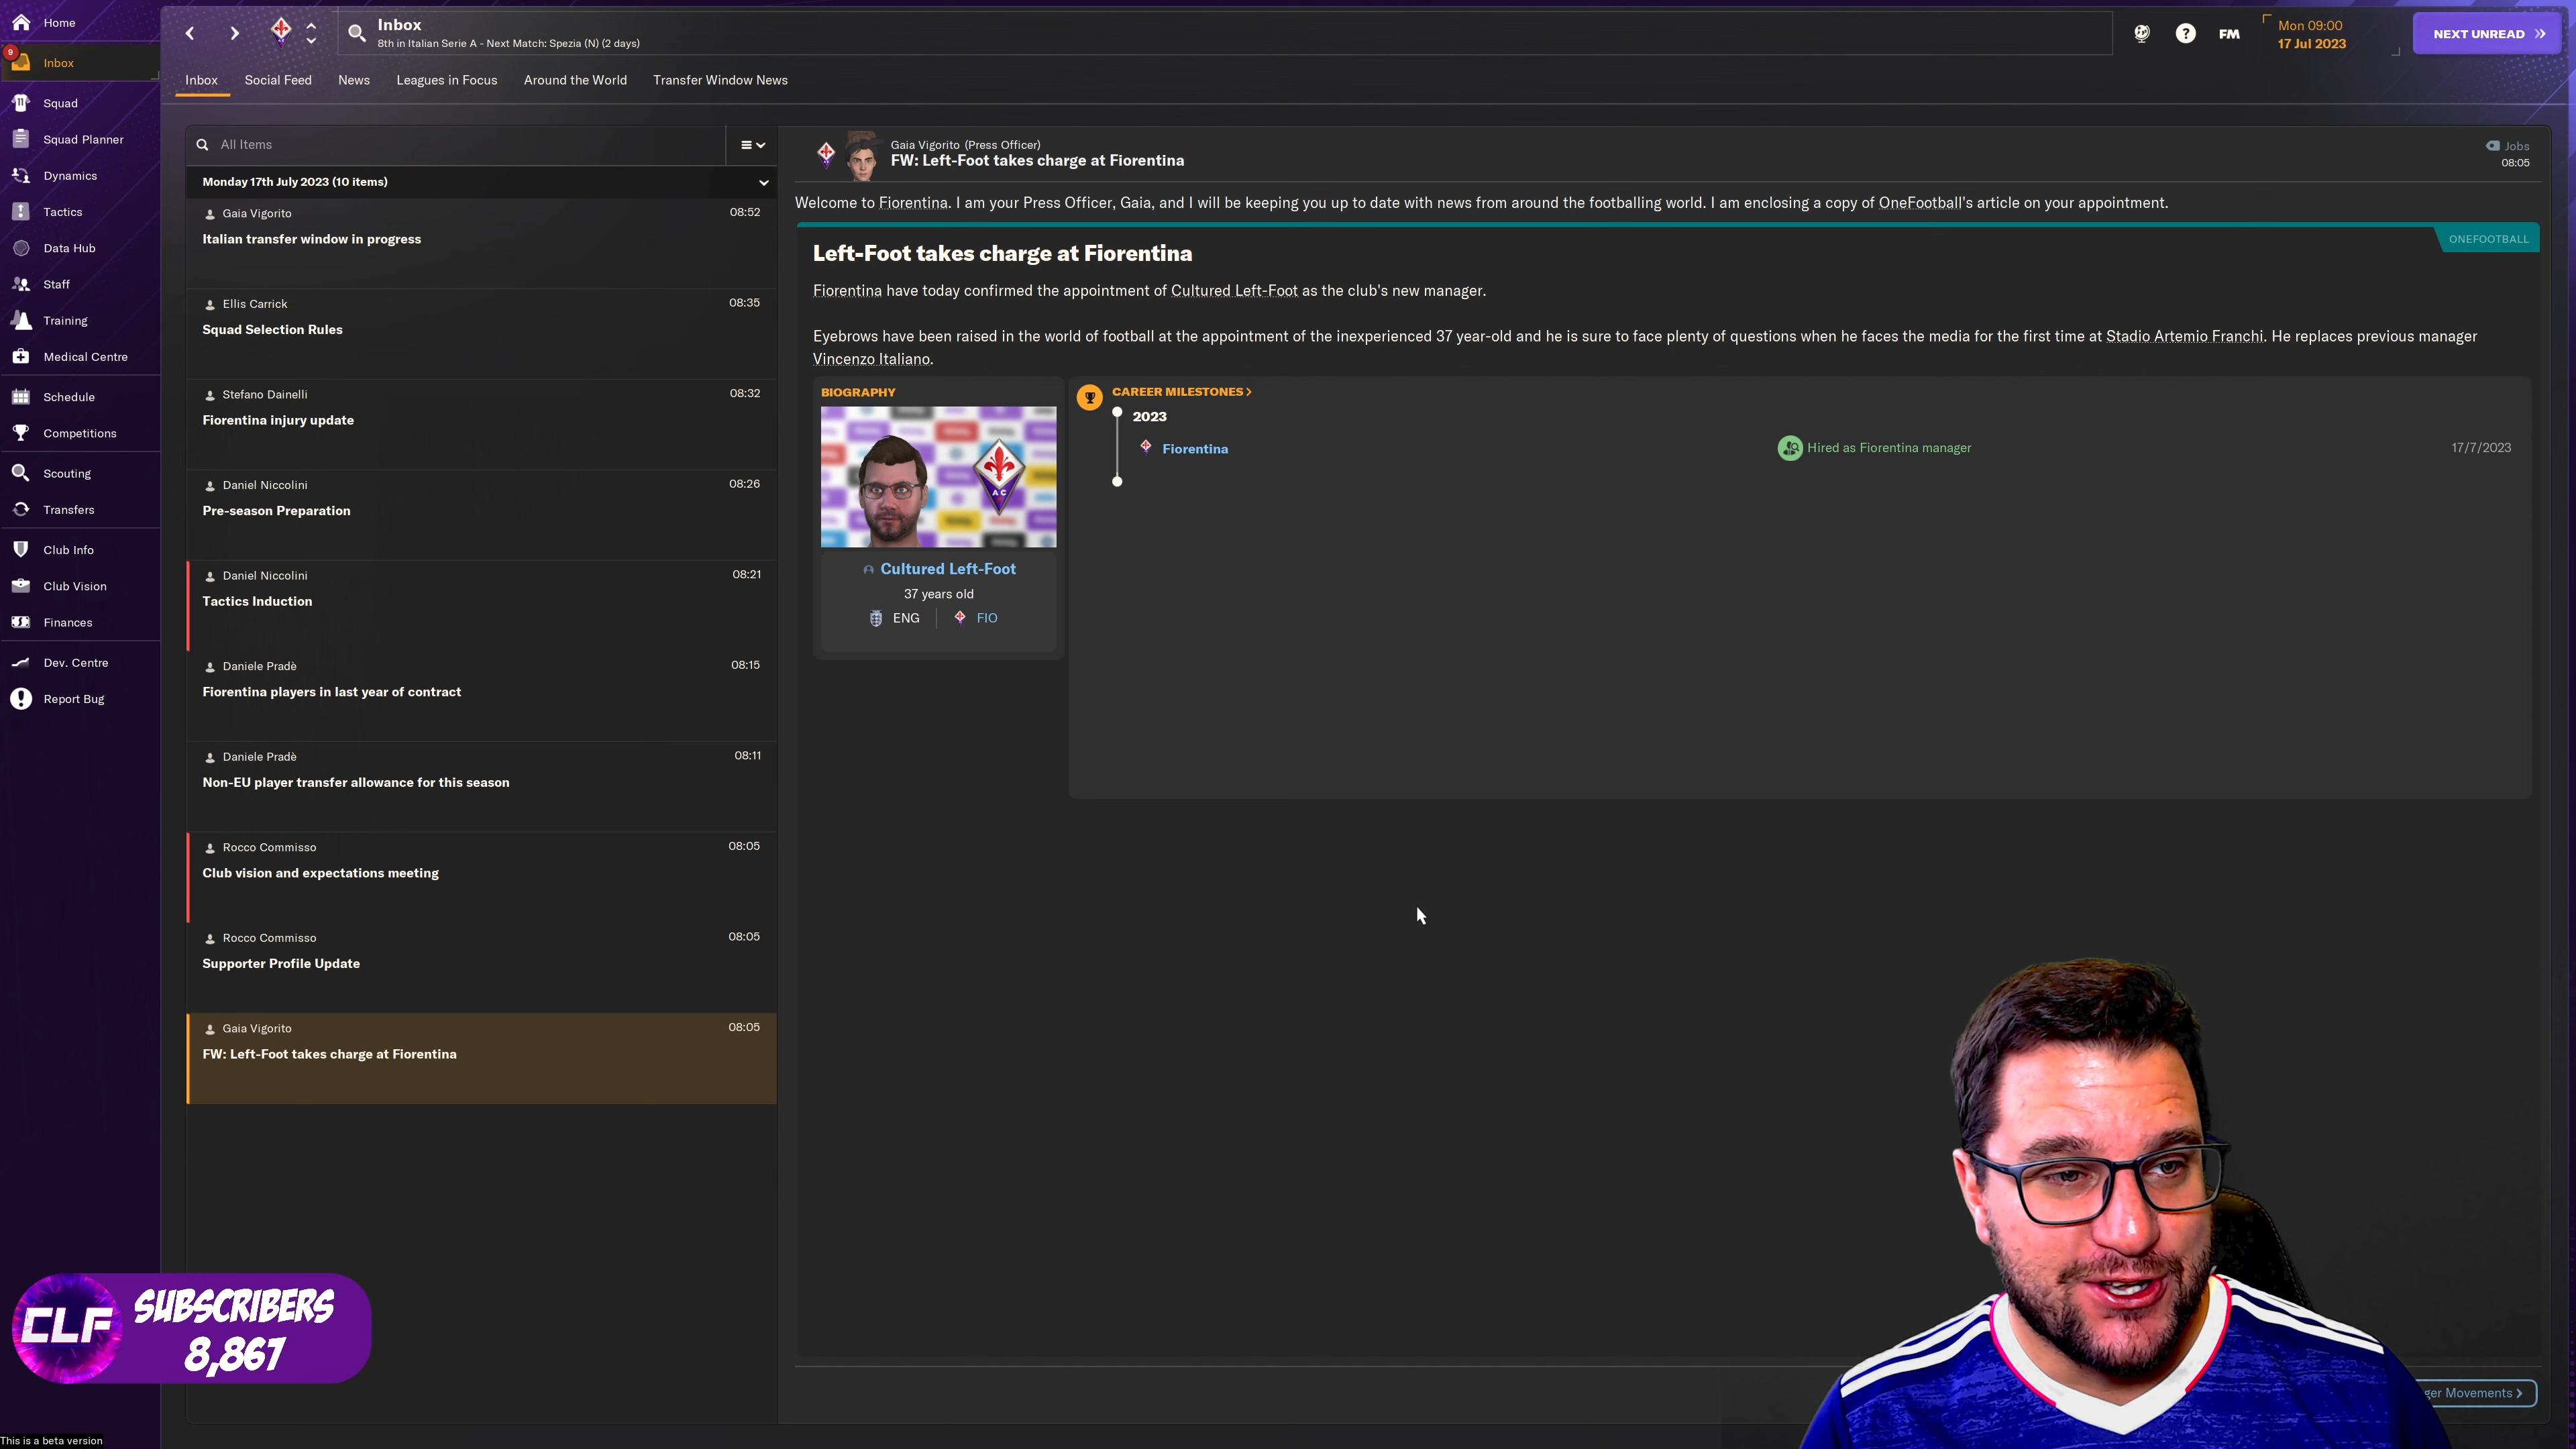 Home
9
Inbox
Squad
Squad Planner
Dynamics
Tactics
Data Hub
Staff
Training
Medical Centre
Schedule
Competitions
Scouting
Transfers
Club Info
Club Vision
Finances
Dev. Centre
Report Bug
Inbox
8th in Italian Serie A - Next Match: Spezia (N) (2 days)
FM
Mon 09:00
17 Jul 2023
NEXT UNREAD
Inbox
Social Feed
News
Leagues in Focus
Around the World
Transfer Window News
All Items
Monday 17th July 2023 (10 items)
Gaia Vigorito
08:52
Italian transfer window in progress
Ellis Carrick
08:35
Squad Selection Rules
Stefano Dainelli
08:32
Fiorentina injury update
Daniel Niccolini
08:26
Pre-season Preparation
Daniel Niccolini
08:21
Tactics Induction
Daniele Pradè
08:15
Fiorentina players in last year of contract
Daniele Pradè
08:11
Non-EU player transfer allowance for this season
Rocco Commisso
08:05
Club vision and expectations meeting
Rocco Commisso
08:05
Supporter Profile Update
Gaia Vigorito
08:05
FW: Left-Foot takes charge at Fiorentina
Gaia Vigorito (Press Officer)
FW: Left-Foot takes charge at Fiorentina
Jobs
08:05
Welcome to Fiorentina. I am your Press Officer, Gaia, and I will be keeping you up to date with news from around the footballing world. I am enclosing a copy of OneFootball's article on your appointment.
ONEFOOTBALL
Left-Foot takes charge at Fiorentina
Fiorentina have today confirmed the appointment of Cultured Left-Foot as the club's new manager.
Eyebrows have been raised in the world of football at the appointment of the inexperienced 37 year-old and he is sure to face plenty of questions when he faces the media for the first time at Stadio Artemio Franchi. He replaces previous manager
Vincenzo Italiano.
BIOGRAPHY
AC
Cultured Left-Foot
37 years old
ENG
FIO
CAREER MILESTONES
2023
Fiorentina
Hired as Fiorentina manager
17/7/2023
CLF
SUBSCRIBERS
8,867
Movements
This is a beta version